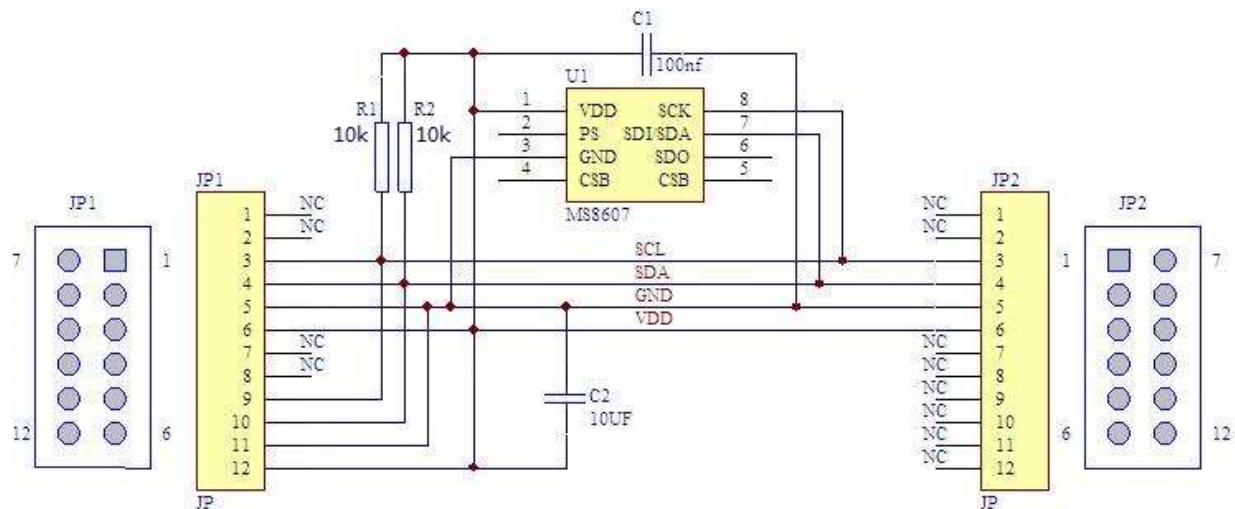 C1
100nf
U1
R1
R2
10k
10k
1
VDD
SCK
8
2
PS
SDI/SDA
7
3
GND
SDO
6
4
CSB
CSB
5
MS8607
JP1
JP1
JP2
JP2
1
NC
2
NC
3
4
5
6
7
NC
8
NC
9
10
11
12
JP
7
1
12
6
SCL
SDA
GND
VDD
C2
10UF
NC
1
NC
2
3
4
5
6
NC
7
NC
8
NC
9
NC
10
NC
11
NC
12
JP
1
7
6
12